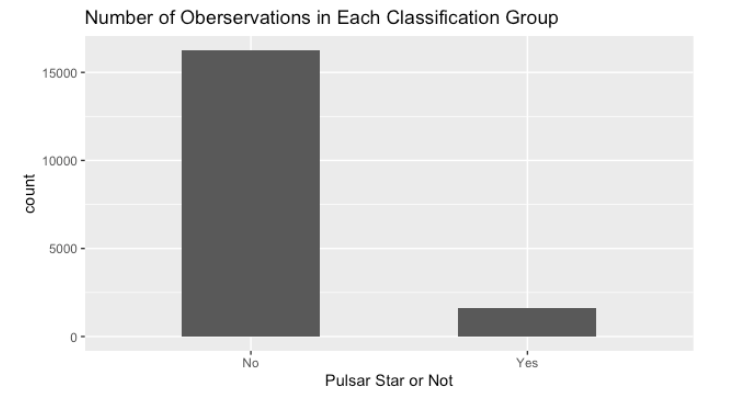 Number of Oberservations in Each Classification Group
15000
10000
5000
0
count
No Yes
Pulsar Star or Not